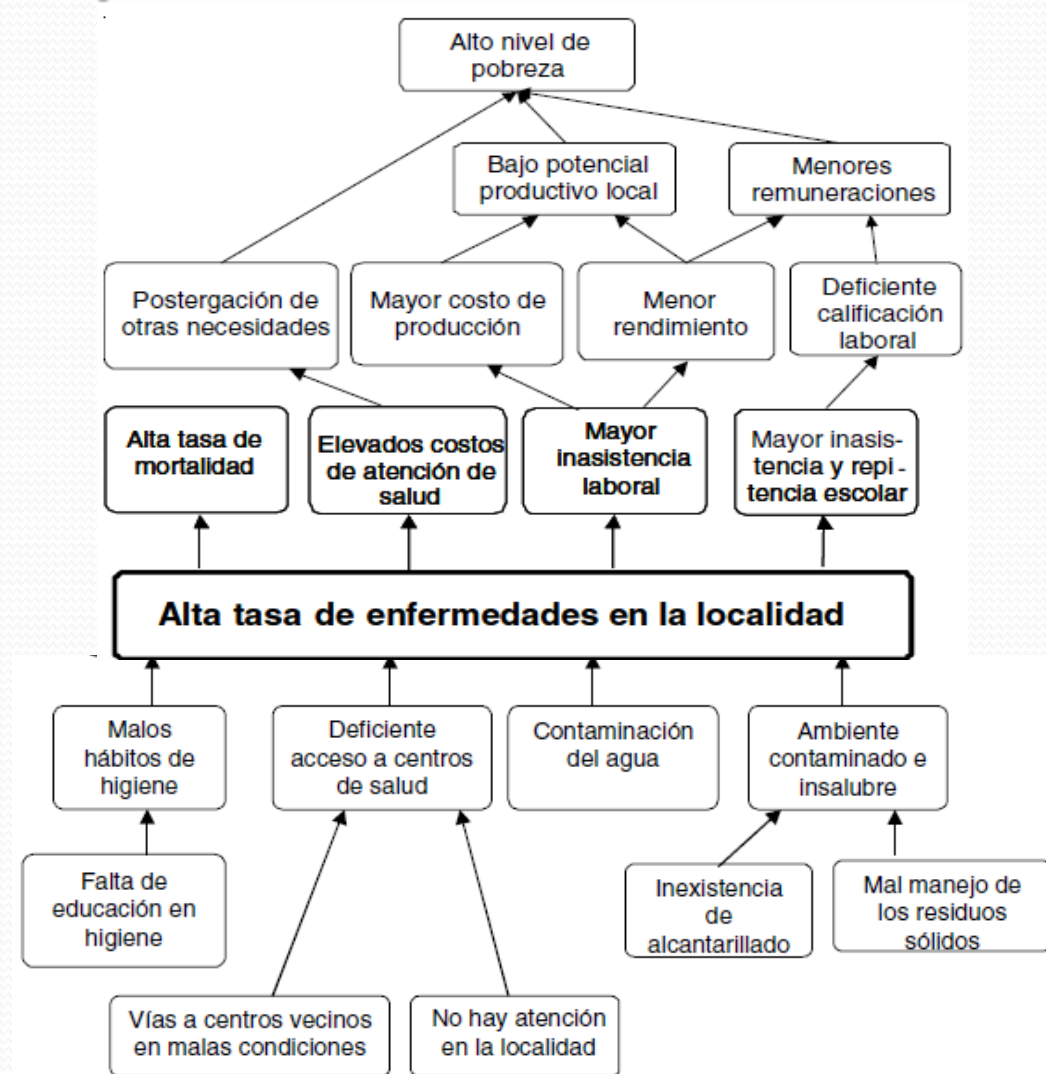 Alto nivel de
pobreza
Bajo potencial
productivo local
Menores
remuneraciones
Postergación de
otras necesidades
Mayor costo de
producción
Menor
rendimiento
Deficiente
calificación
laboral
Alta tasa de
mortalidad
Elevados costos
de atención de
salud
Mayor
inasistencia
laboral
Mayor inasis-
tencia y repi-
tencia escolar
Alta tasa de enfermedades en la localidad
Malos
hábitos de
higiene
Deficiente
acceso a centros
de salud
Contaminación
del agua
Ambiente
contaminado e
insalubre
Falta de
educación en
higiene
Inexistencia
de
alcantarillado
Mal manejo de
los residuos
sólidos
Vías a centros vecinos
en malas condiciones
No hay atención
en la localidad